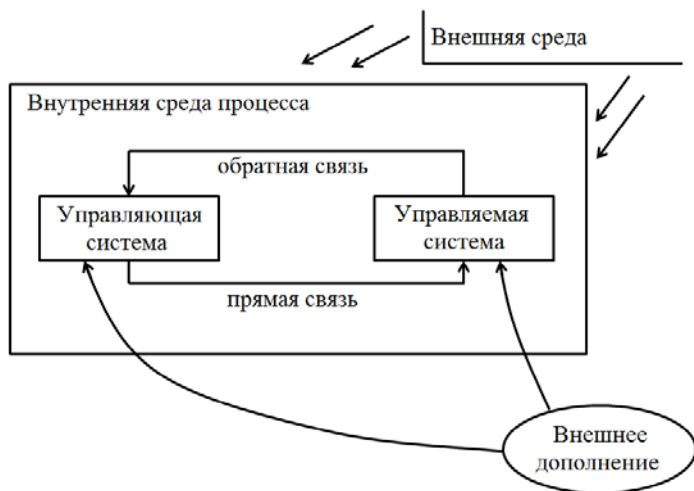 Внешняя среда
Внутренняя среда процесса
обратная связь
Управляющая
система
Управляемая
система
прямая связь
Внешнее
дополнение